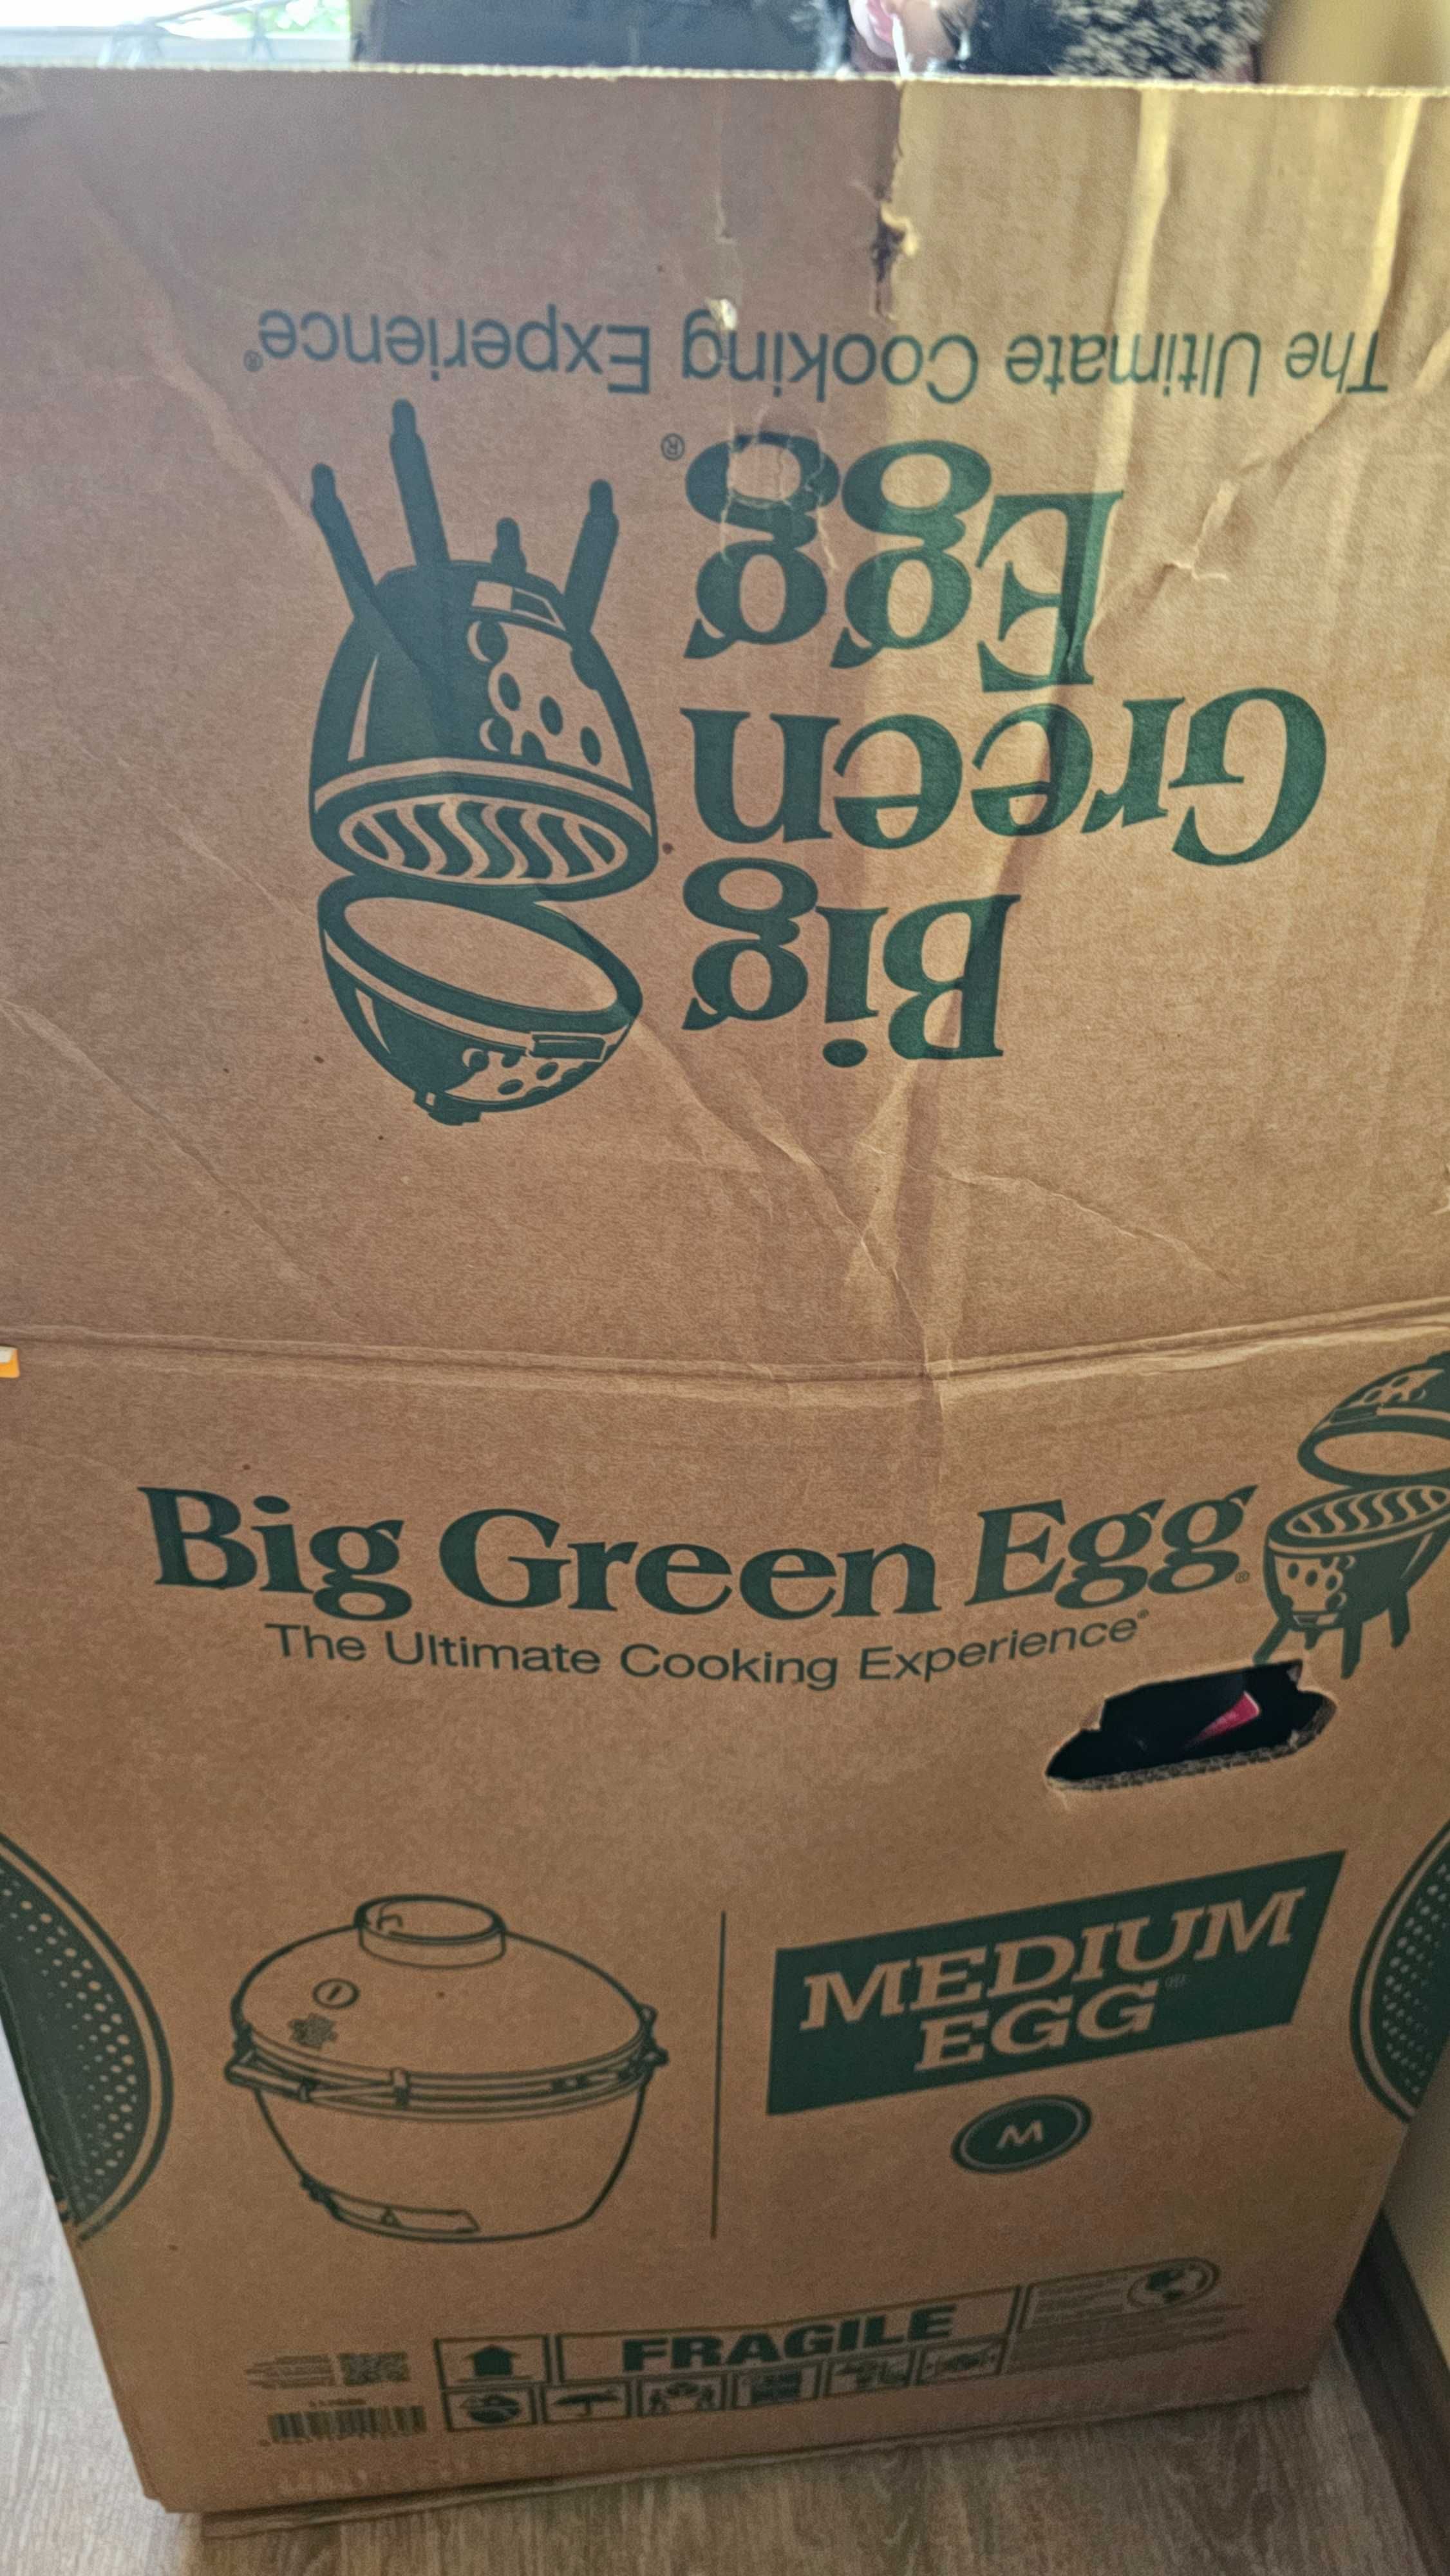 The Ultimate Cooking Experience®
Egg®
Green
Big
Big Green Egg®
The Ultimate Cooking Experience®
MEDIUM
EGG®
M
FRAGILE